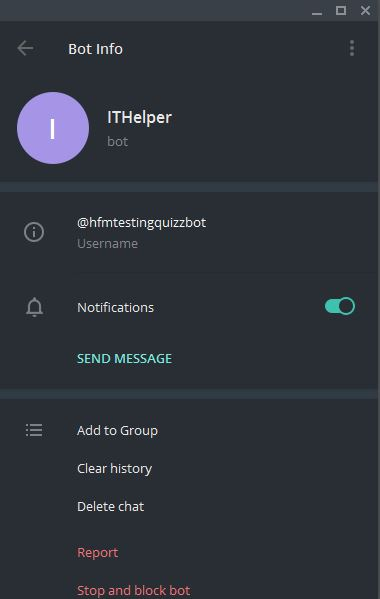 Bot Info
I
ITHelper
bot
@hfmtestingquizzbot
Username
Notifications
SEND MESSAGE
Add to Group
Clear history
Delete chat
Report
Stop and block bot